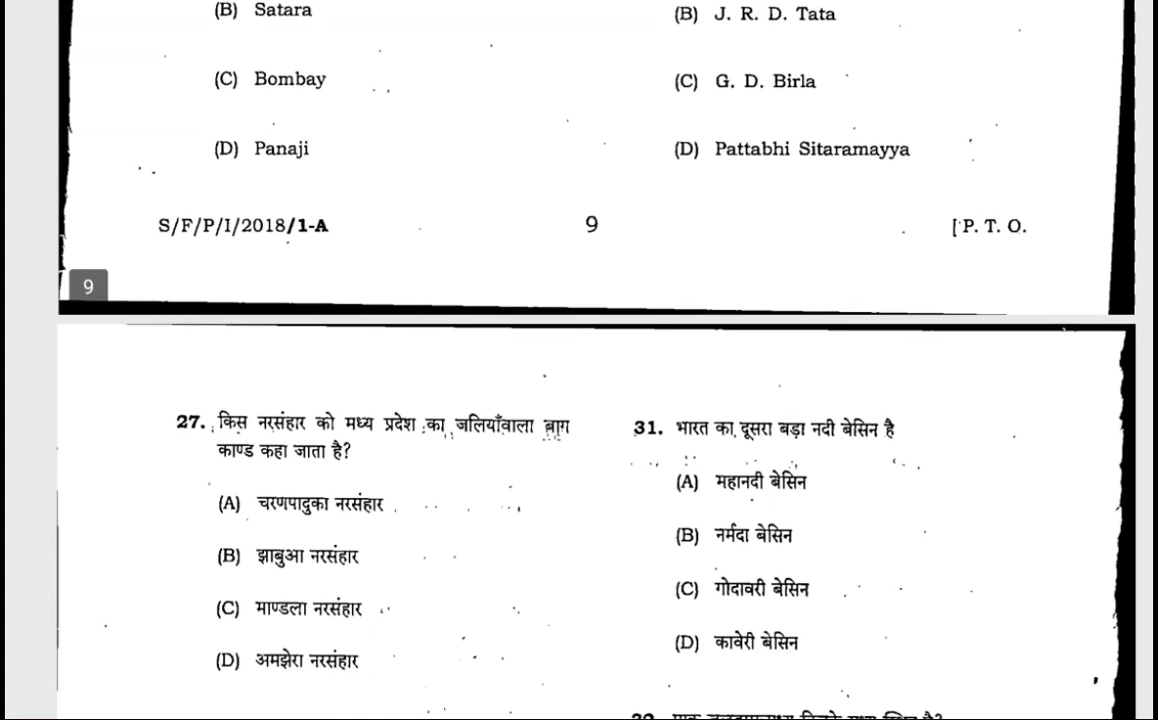 (B) Satara
(C) Bombay
(D) Panaji
(B) J. R. D. Tata
(C) G. D. Birla
(D) Pattabhi Sitaramayya
S/F/P/I/2018/1-A
9
[ P. T. O.
9
27. किस नरसंहार को मध्य प्रदेश का जलियाँवाला बाग
काण्ड कहा जाता है?
(A) चरणपादुका नरसंहार
(B) झाबुआ नरसंहार
(C) माण्डला नरसंहार
(D) अमझेरा नरसंहार
31. भारत का दूसरा बड़ा नदी बेसिन है
(A) महानदी बेसिन
(B) नर्मदा बेसिन
(C) गोदावरी बेसिन
(D) कावेरी बेसिन